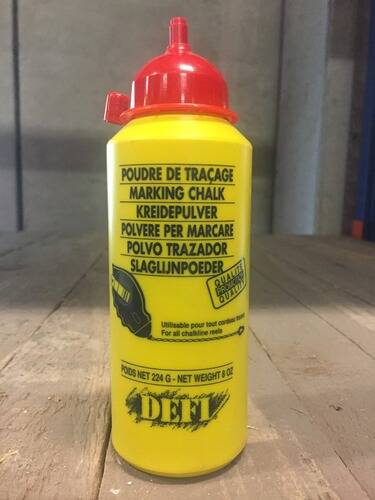 POUDRE DE TRAÇAGE
MARKING CHALK
KREIDEPULVER
POLVERE PER MARCARE
POLVO TRAZADOR
SLAGLIJNPOEDER
QUALITÉ
QUALITY
Utilisable pour tout cordeau
For all chalkline reels
POIDS NET 224 G - NET WEIGHT 8 OZ
DEFI